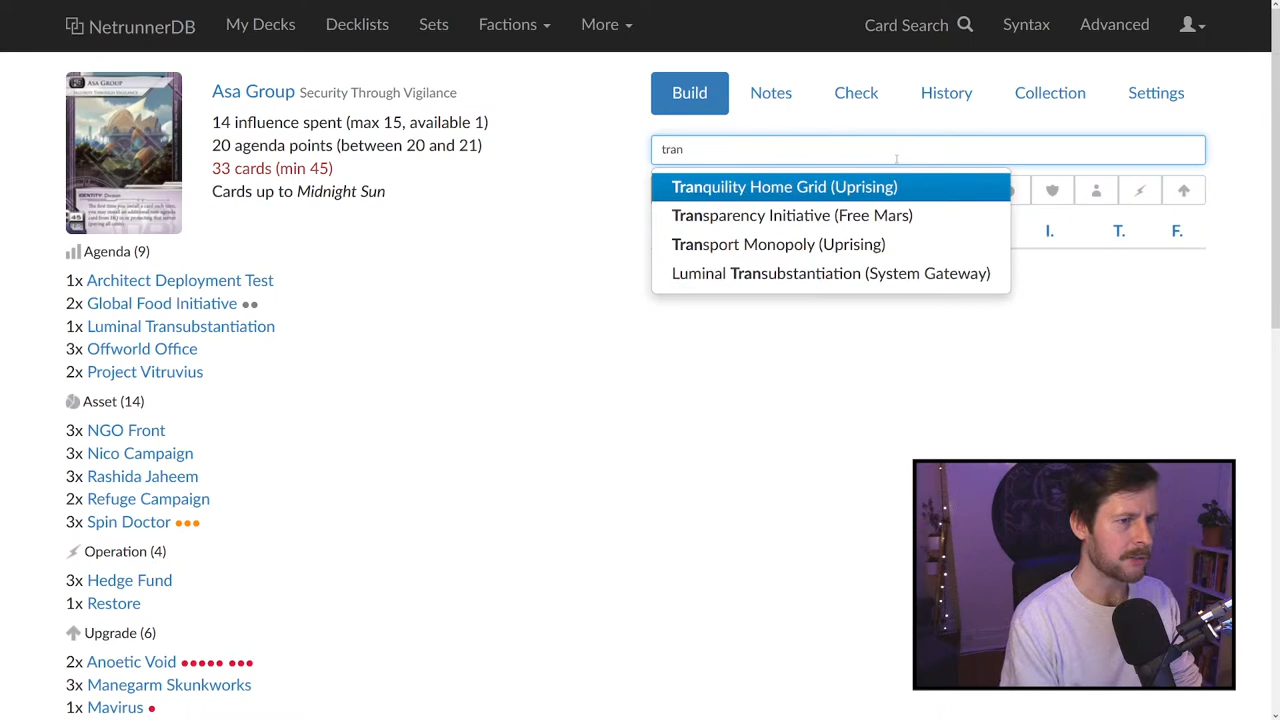 NetrunnerDB
My Decks
Decklists
Sets
Factions
More
Card Search
Syntax
Advanced
ASA GROUP
45
Asa Group Security Through Vigilance
14 influence spent (max 15, available 1)
20 agenda points (between 20 and 21)
33 cards (min 45)
Cards up to Midnight Sun
Agenda (9)
1x Architect Deployment Test
2x Global Food Initiative
1x Luminal Transubstantiation
3x Offworld Office
2x Project Vitruvius
Asset (14)
3x NGO Front
3x Nico Campaign
3x Rashida Jaheem
2x Refuge Campaign
3x Spin Doctor
Operation (4)
3x Hedge Fund
1x Restore
Upgrade (6)
2x Anoetic Void
3x Manegarm Skunkworks
1x Mavirus
Build
Notes
Check
History
Collection
Settings
tran
Tranquility Home Grid (Uprising)
Transparency Initiative (Free Mars)
Transport Monopoly (Uprising)
Luminal Transubstantiation (System Gateway)
I.
T.
F.